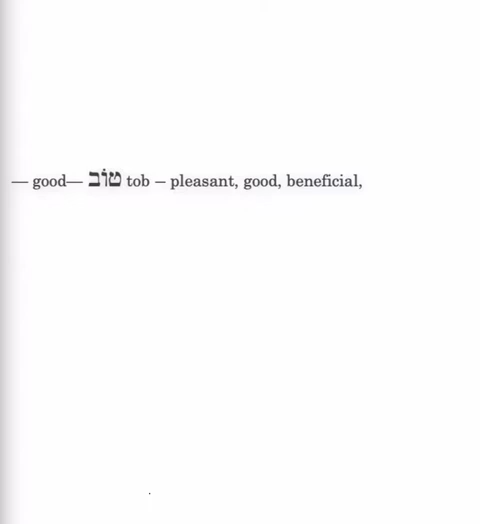 — good— טוֹב tob – pleasant, good, beneficial,